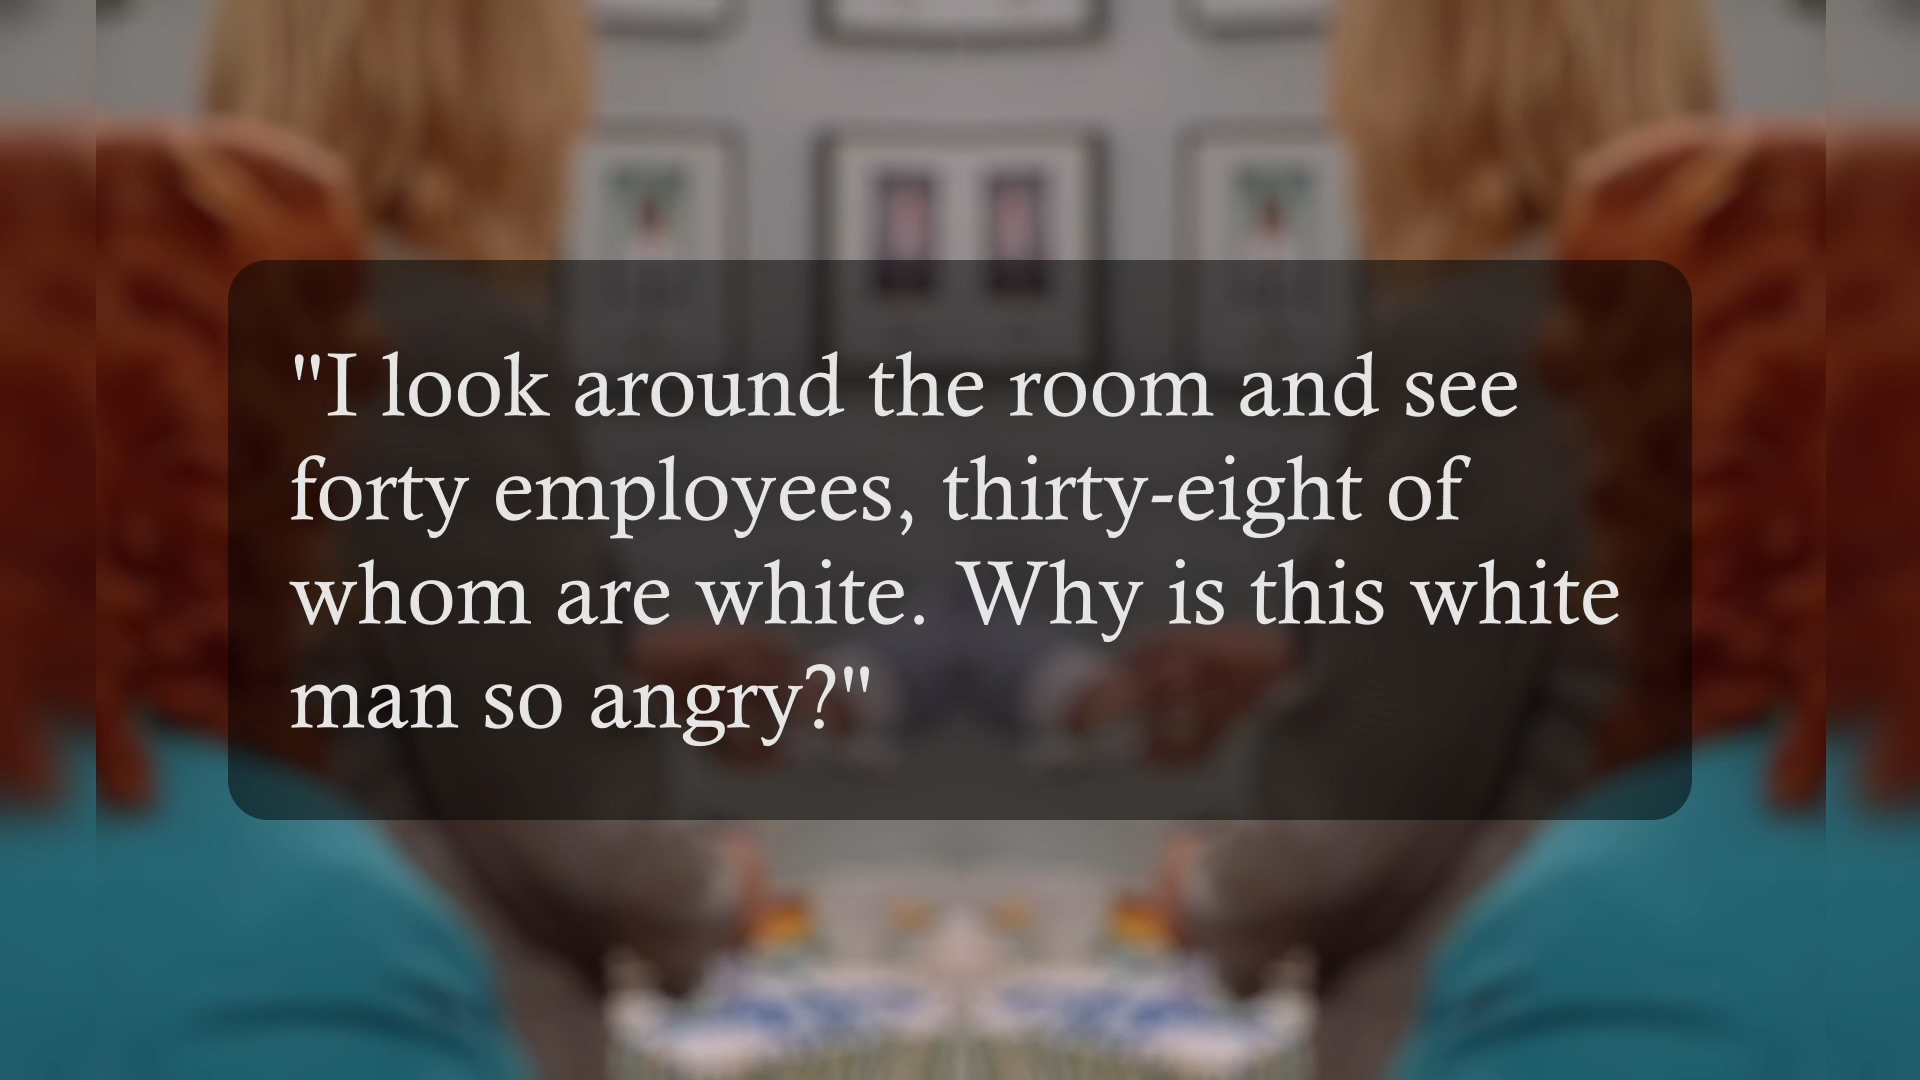 "I look around the room and see
forty employees, thirty-eight of
whom are white. Why is this white
man so angry?"